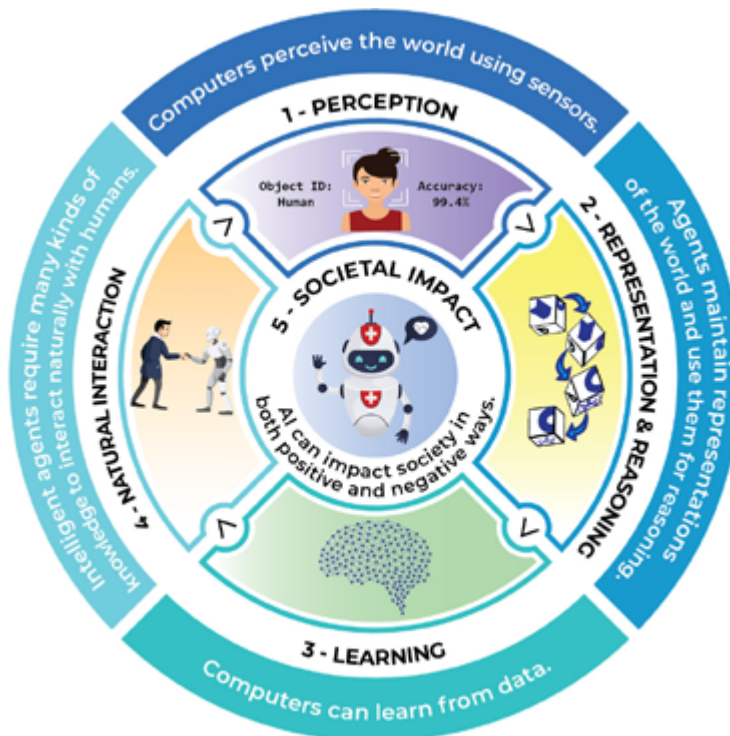 Computers perceive the world using sensors.
1 - PERCEPTION
Object ID:
Human
Accuracy:
99.4%
2 - REPRESENTATION & REASONING
Agents maintain representations
of the world and use them for reasoning.
3 - LEARNING
Computers can learn from data.
4 - NATURAL INTERACTION
Intelligent agents require many kinds of
knowledge to interact naturally with humans.
5 - SOCIETAL IMPACT
AI can impact society in
both positive and negative ways.